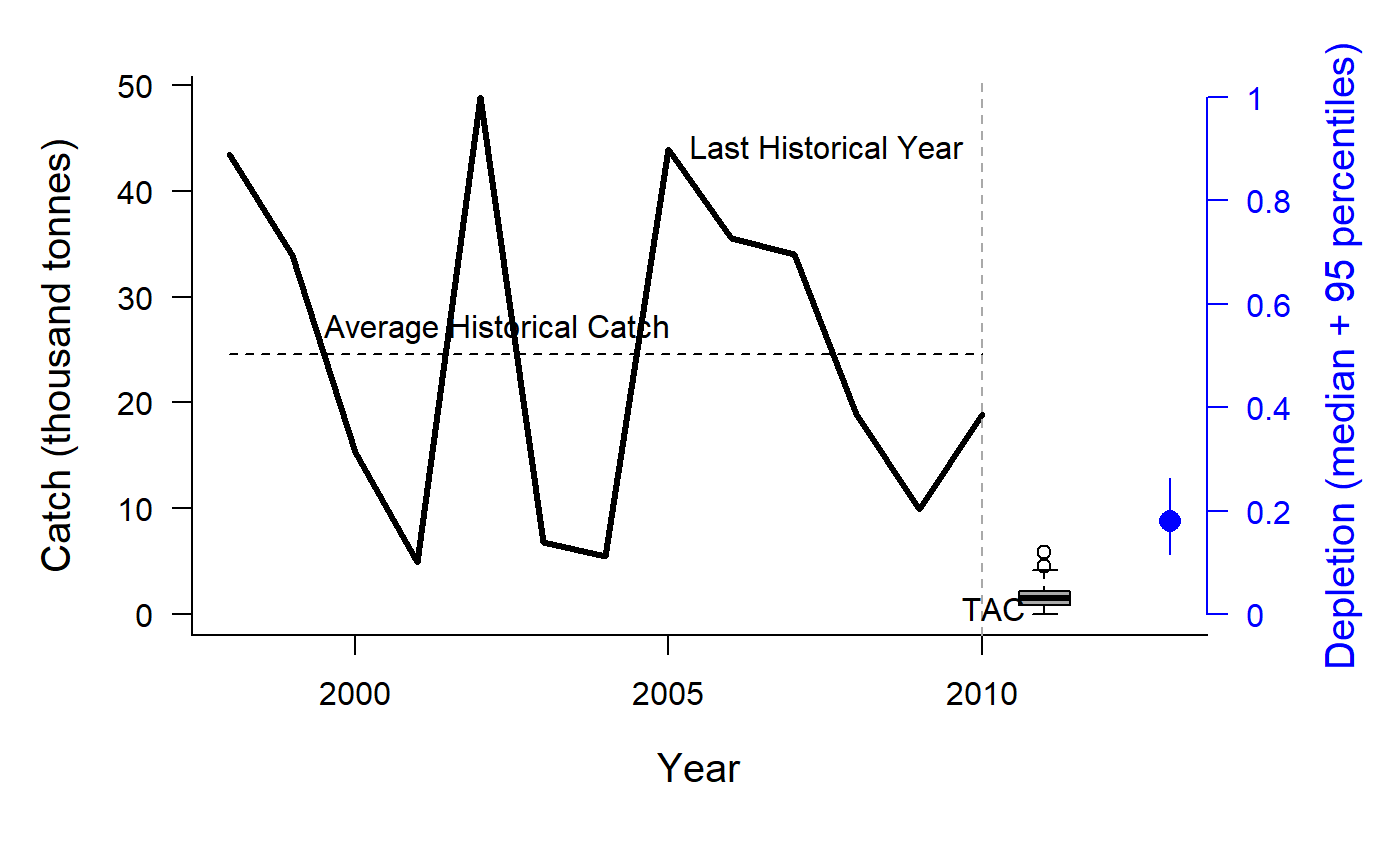 50
40
30
20
10
0
Catch (thousand tonnes)
Last Historical Year
Average Historical Catch
TAC
2000
2005
2010
Year
1
0.8
0.6
0.4
0.2
0
Depletion (median + 95 percentiles)